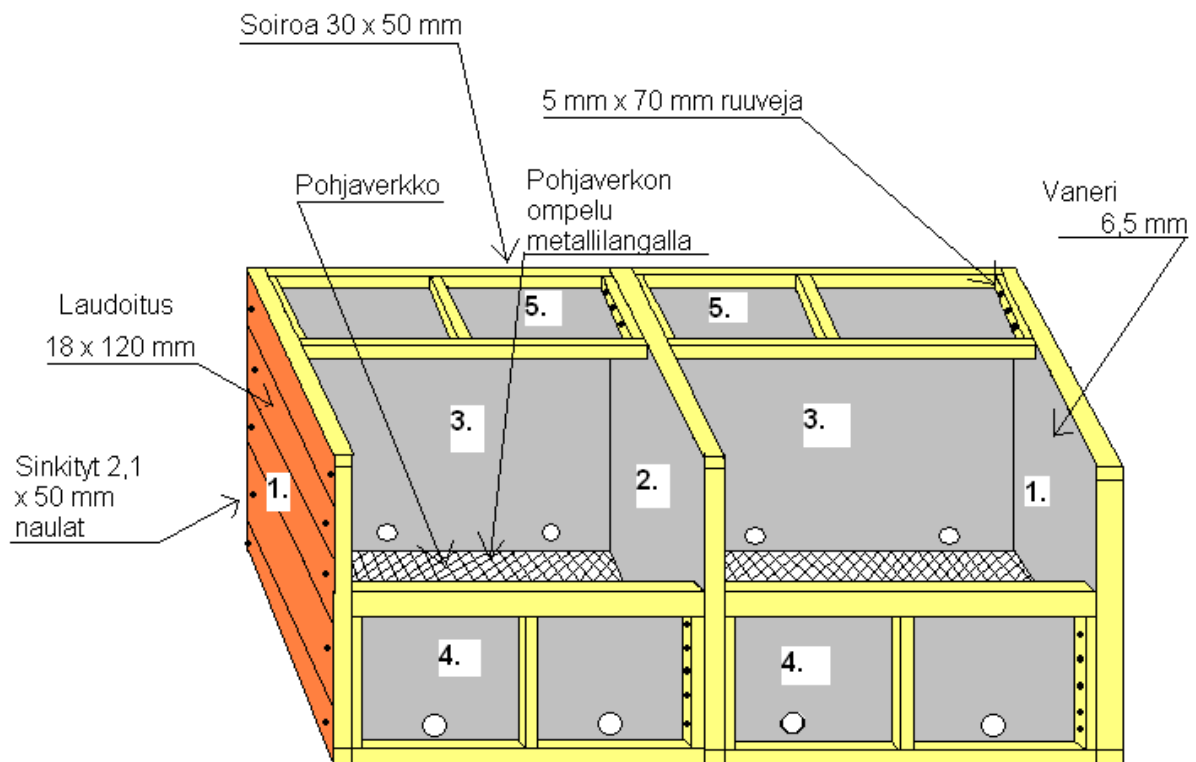 Soiroa 30 x 50 mm
5 mm x 70 mm ruuveja
Pohjaverkko
Pohjaverkon
ompelu
metallilangalla
Vaneri
6,5 mm
Laudoitus
18 x 120 mm
5.
5.
3.
3.
Sinkityt 2,1
x 50 mm
naulat
1.
2.
1.
4.
4.